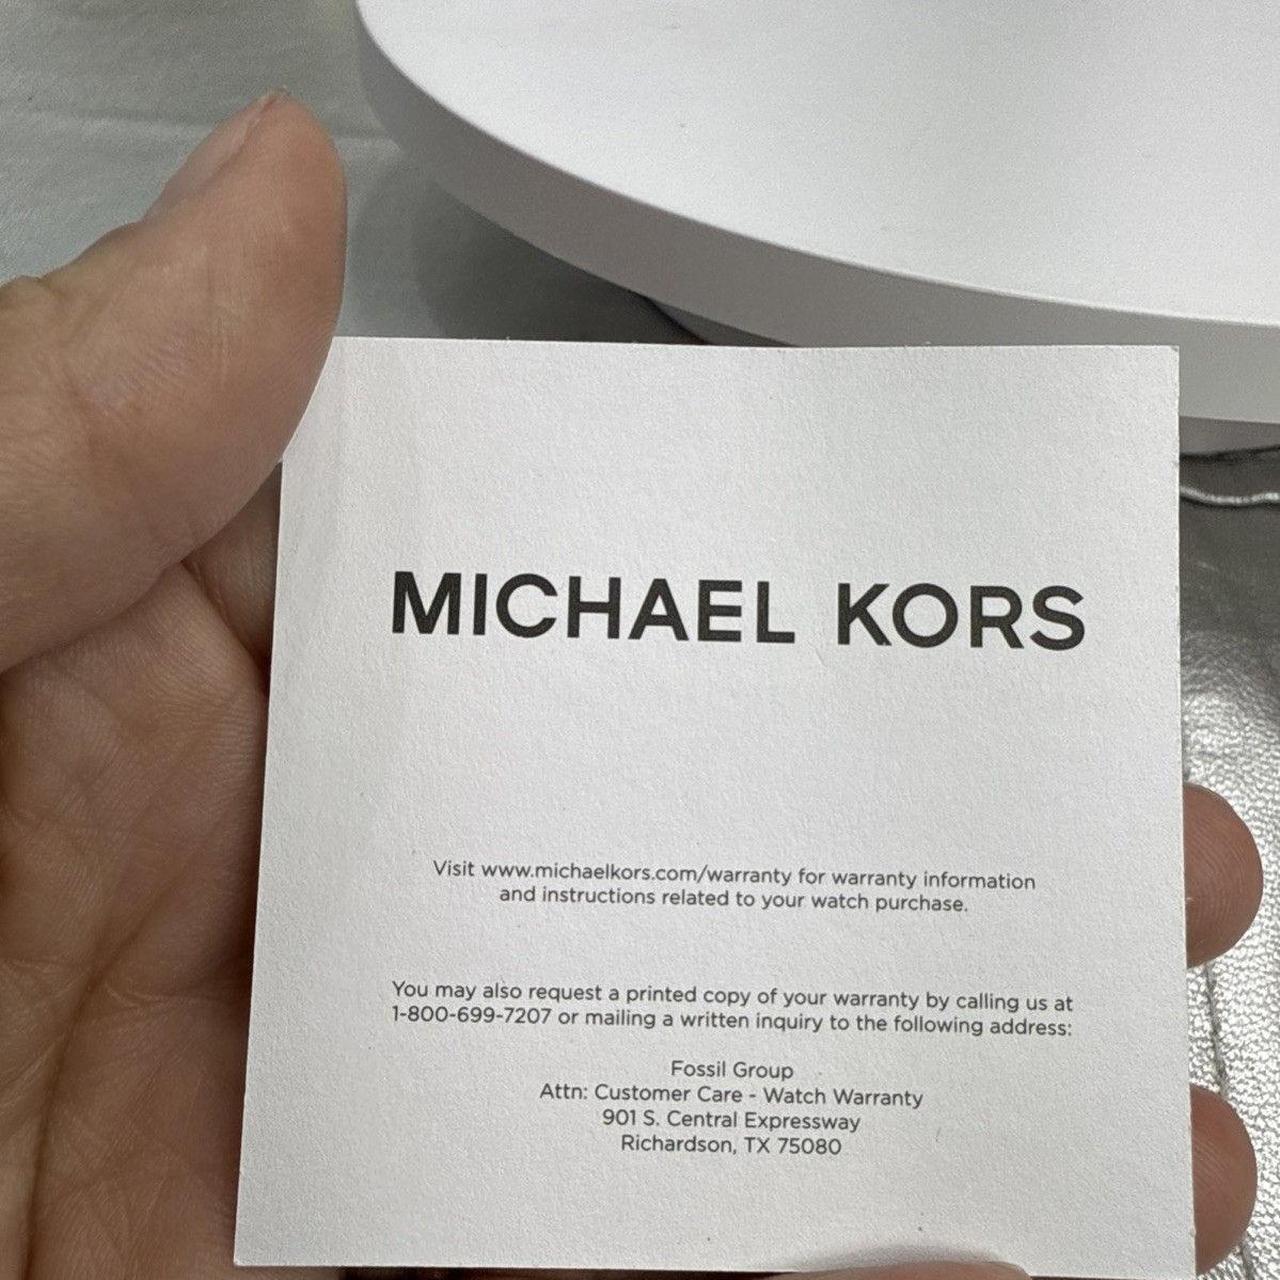 MICHAEL KORS
Visit www.michaelkors.com/warranty for warranty information
and instructions related to your watch purchase.
You may also request a printed copy of your warranty by calling us at
1-800-699-7207 or mailing a written inquiry to the following address:
Fossil Group
Attn: Customer Care - Watch Warranty
901 S. Central Expressway
Richardson, TX 75080